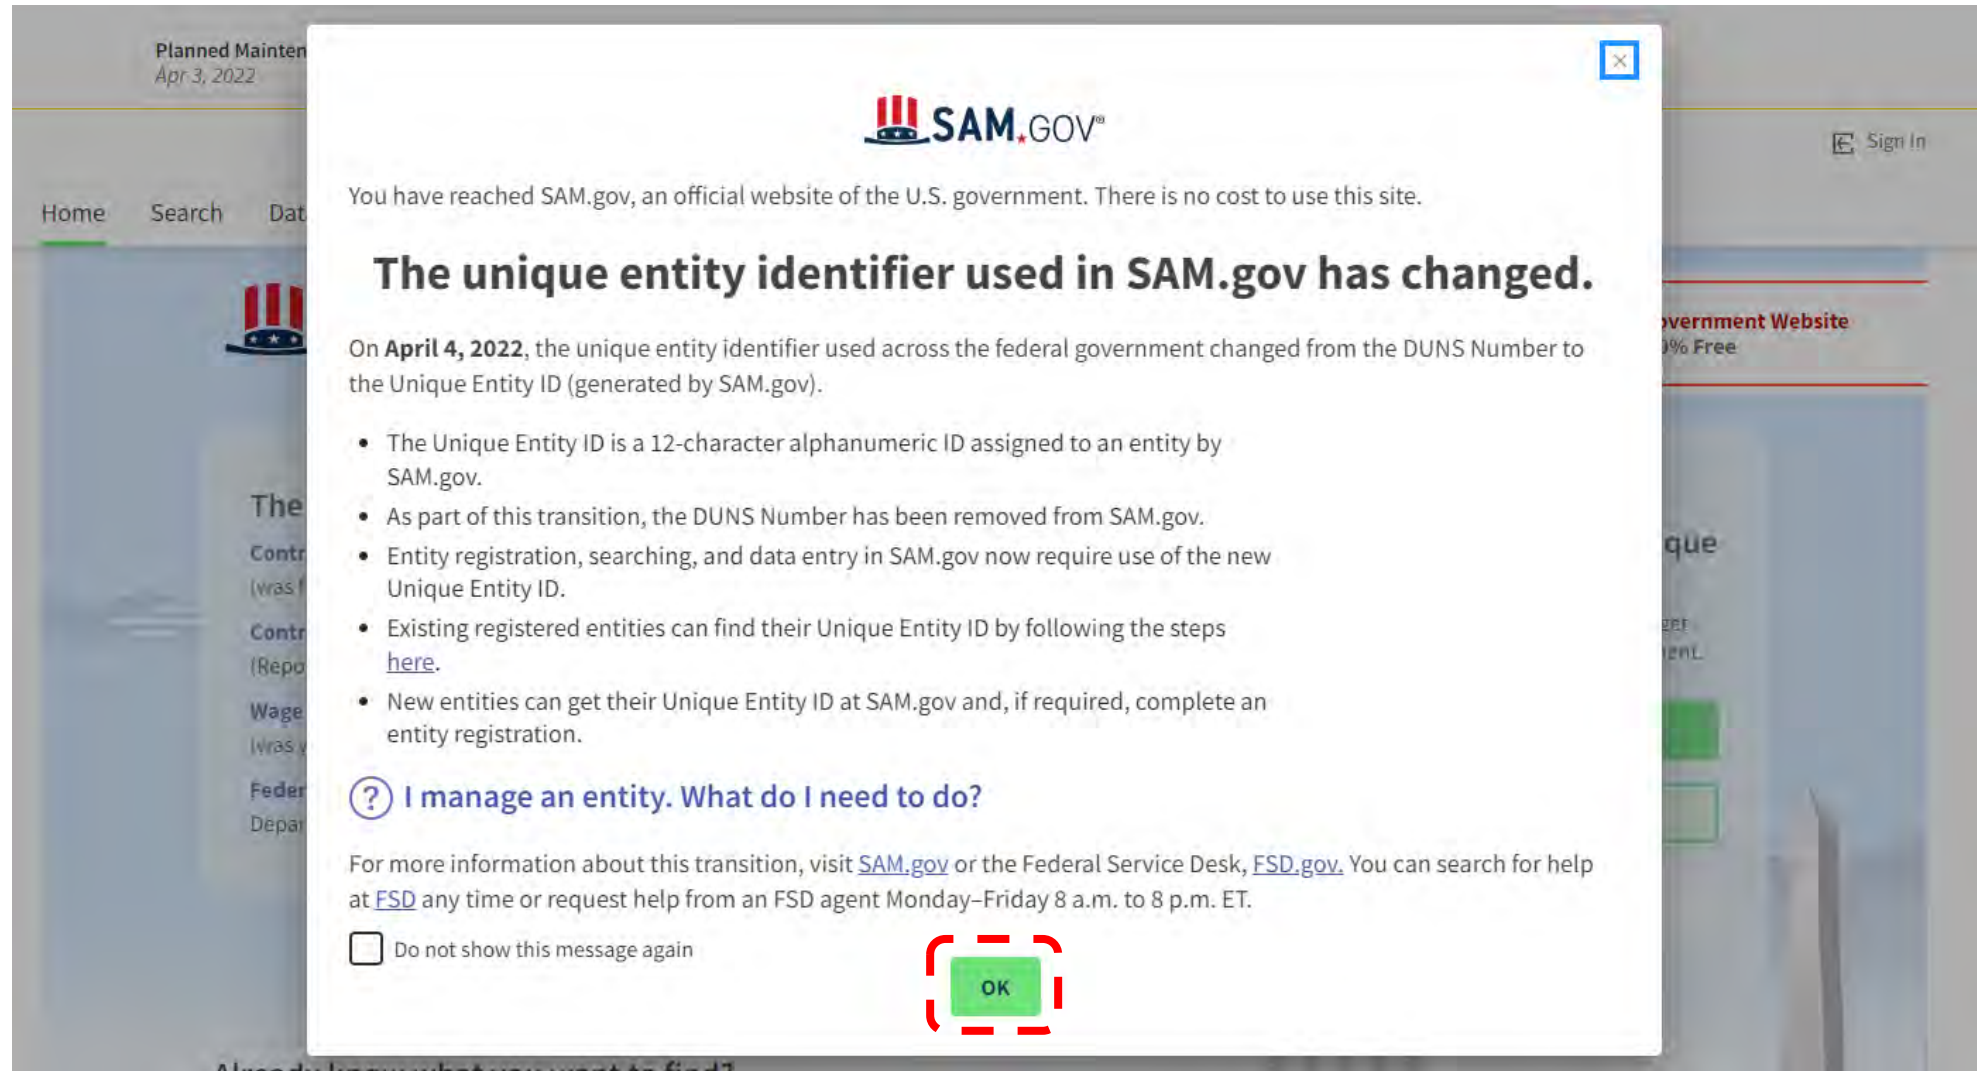 Planned Mainten
Apr 3, 2022
SAM.GOV®
Sign In
Home Search Dat
You have reached SAM.gov, an official website of the U.S. government. There is no cost to use this site.
The unique entity identifier used in SAM.gov has changed.
On April 4, 2022, the unique entity identifier used across the federal government changed from the DUNS Number to
the Unique Entity ID (generated by SAM.gov).
• The Unique Entity ID is a 12-character alphanumeric ID assigned to an entity by
SAM.gov.
• As part of this transition, the DUNS Number has been removed from SAM.gov.
• Entity registration, searching, and data entry in SAM.gov now require use of the new
Unique Entity ID.
• Existing registered entities can find their Unique Entity ID by following the steps
here.
• New entities can get their Unique Entity ID at SAM.gov and, if required, complete an
entity registration.
? I manage an entity. What do I need to do?
For more information about this transition, visit SAM.gov or the Federal Service Desk, FSD.gov. You can search for help
at FSD any time or request help from an FSD agent Monday–Friday 8 a.m. to 8 p.m. ET.
Do not show this message again
OK
vernment Website
% Free
The
Contr
(was f
Contr
(Repo
Wage
(was
Feder
Depar
que
ger
ent.